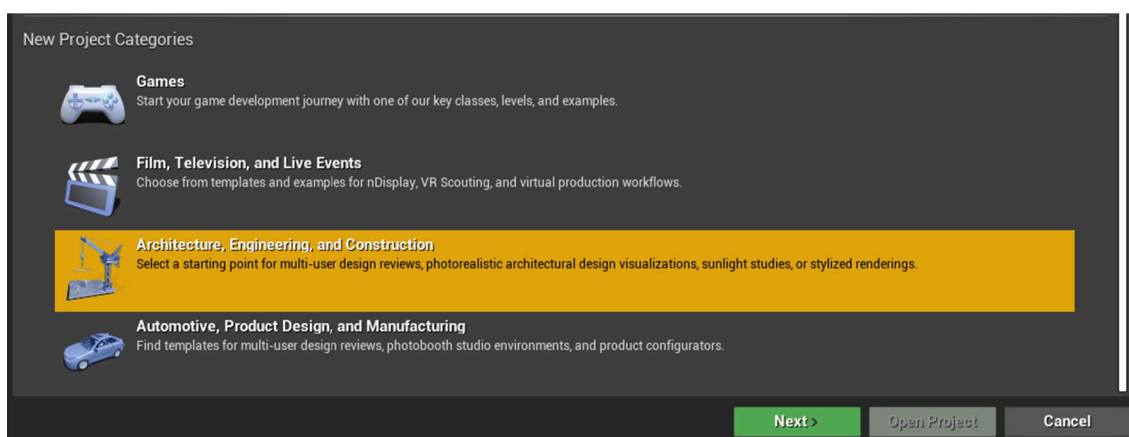 New Project Categories
Games
Start your game development journey with one of our key classes, levels, and examples.
Film, Television, and Live Events
Choose from templates and examples for nDisplay, VR Scouting, and virtual production workflows.
Architecture, Engineering, and Construction
Select a starting point for multi-user design reviews, photorealistic architectural design visualizations, sunlight studies, or stylized renderings.
Automotive, Product Design, and Manufacturing
Find templates for multi-user design reviews, photobooth studio environments, and product configurators.
Next >
Open Project
Cancel